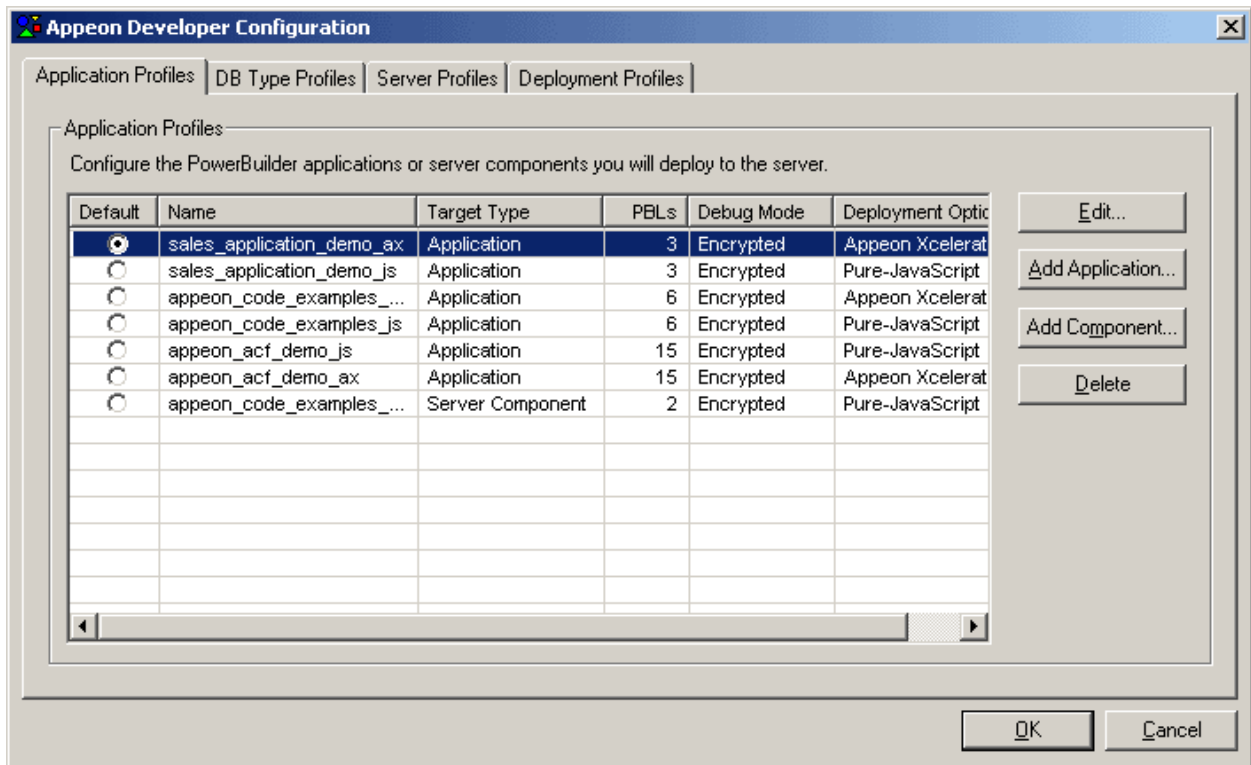 Appeon Developer Configuration
Application Profiles DB Type Profiles Server Profiles Deployment Profiles
Application Profiles
Configure the PowerBuilder applications or server components you will deploy to the server.
Default Name Target Type PBLs Debug Mode Deployment Optic
sales_application_demo_ax Application 3 Encrypted Appeon Xcelerat
sales_application_demo_js Application 3 Encrypted Pure-JavaScript
appeon_code_examples_... Application 6 Encrypted Appeon Xcelerat
appeon_code_examples_js Application 6 Encrypted Pure-JavaScript
appeon_acf_demo_js Application 15 Encrypted Pure-JavaScript
appeon_acf_demo_ax Application 15 Encrypted Appeon Xcelerat
appeon_code_examples_... Server Component 2 Encrypted Pure-JavaScript
Edit...
Add Application...
Add Component...
Delete
OK Cancel